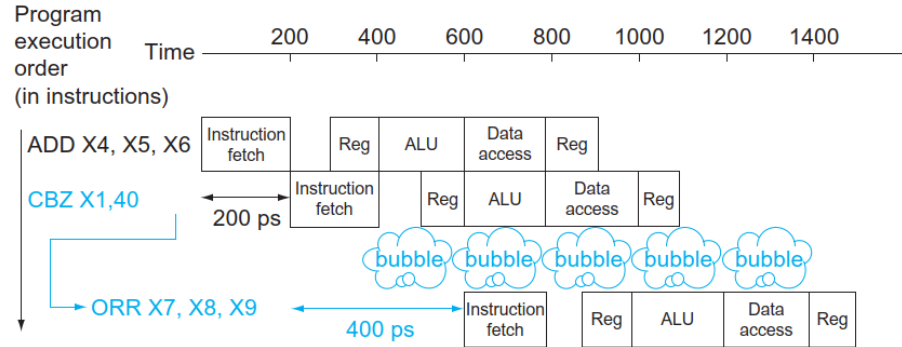 Program
execution
order
(in instructions)
Time
200 400 600 800 1000 1200 1400
ADD X4, X5, X6
Instruction
fetch
Reg
ALU
Data
access
Reg
CBZ X1,40
200 ps
Instruction
fetch
Reg
ALU
Data
access
Reg
bubble bubble bubble bubble bubble
ORR X7, X8, X9
400 ps
Instruction
fetch
Reg
ALU
Data
access
Reg